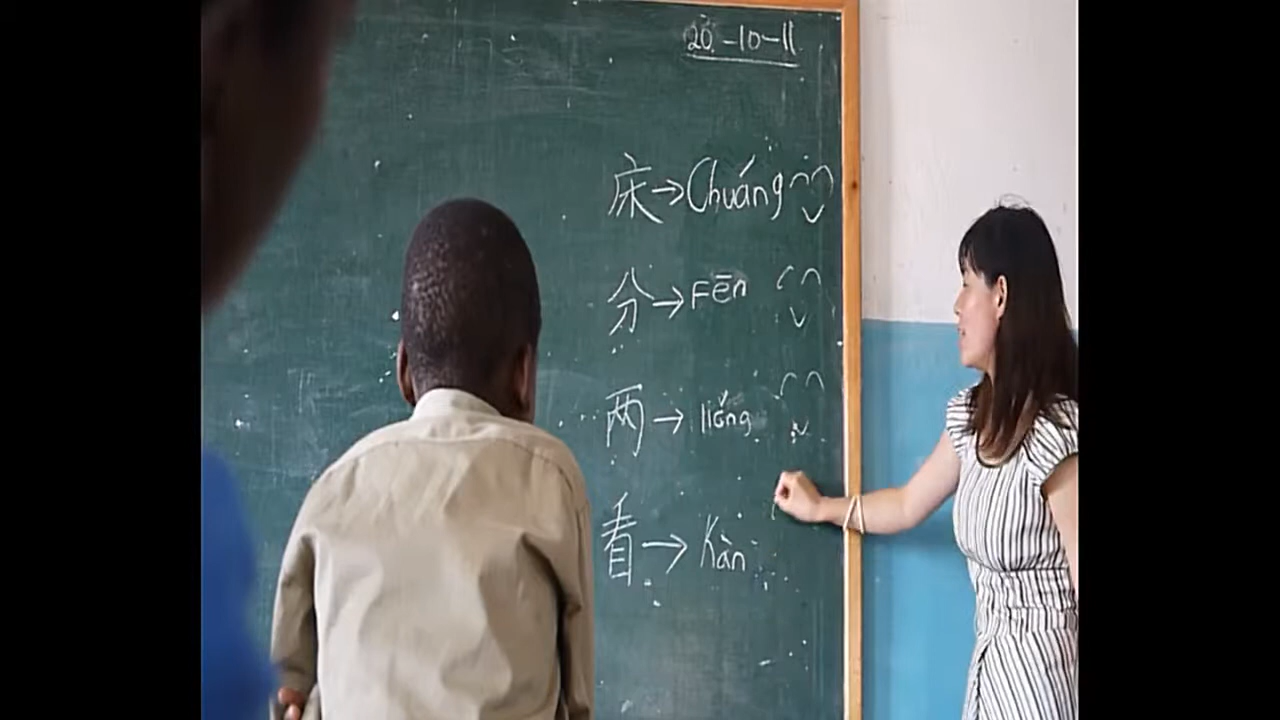 20-10-11
床→Chuáng
分→Fēn
两→liǎng
看→Kàn